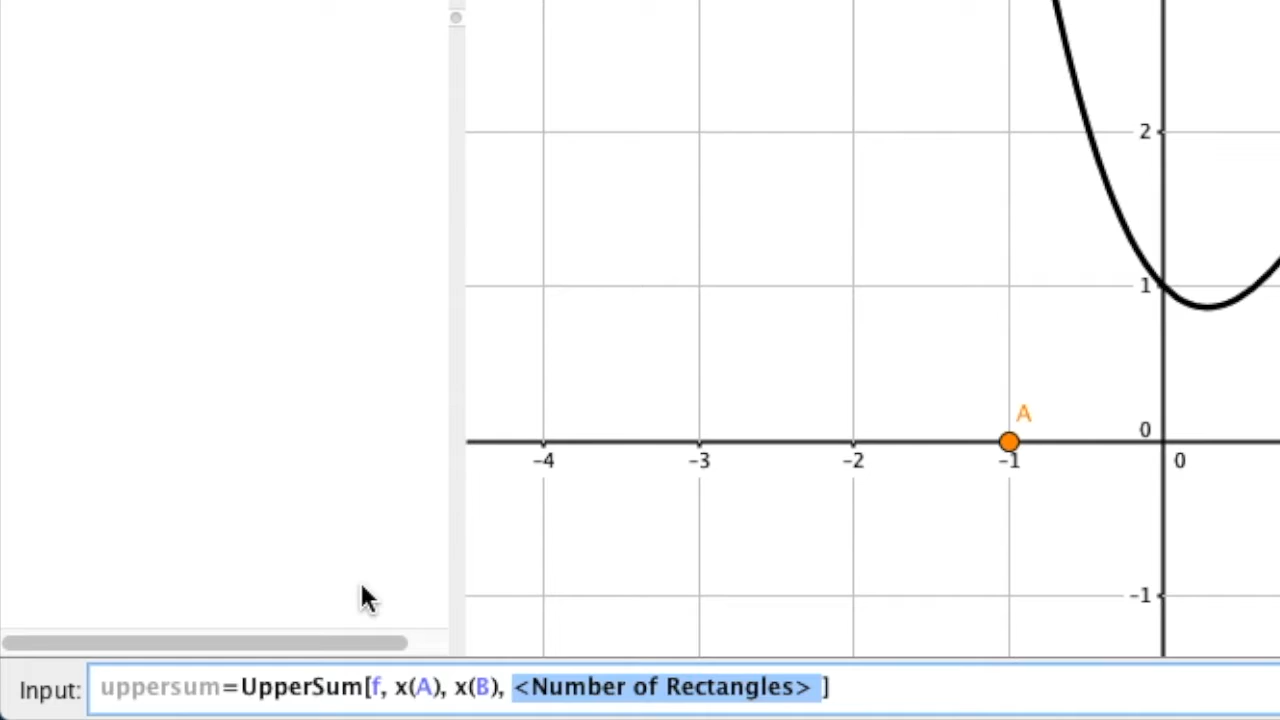 2
1
A
0
-4 -3 -2 -1 0
-1
Input: uppersum=UpperSum[f, x(A), x(B), <Number of Rectangles> ]